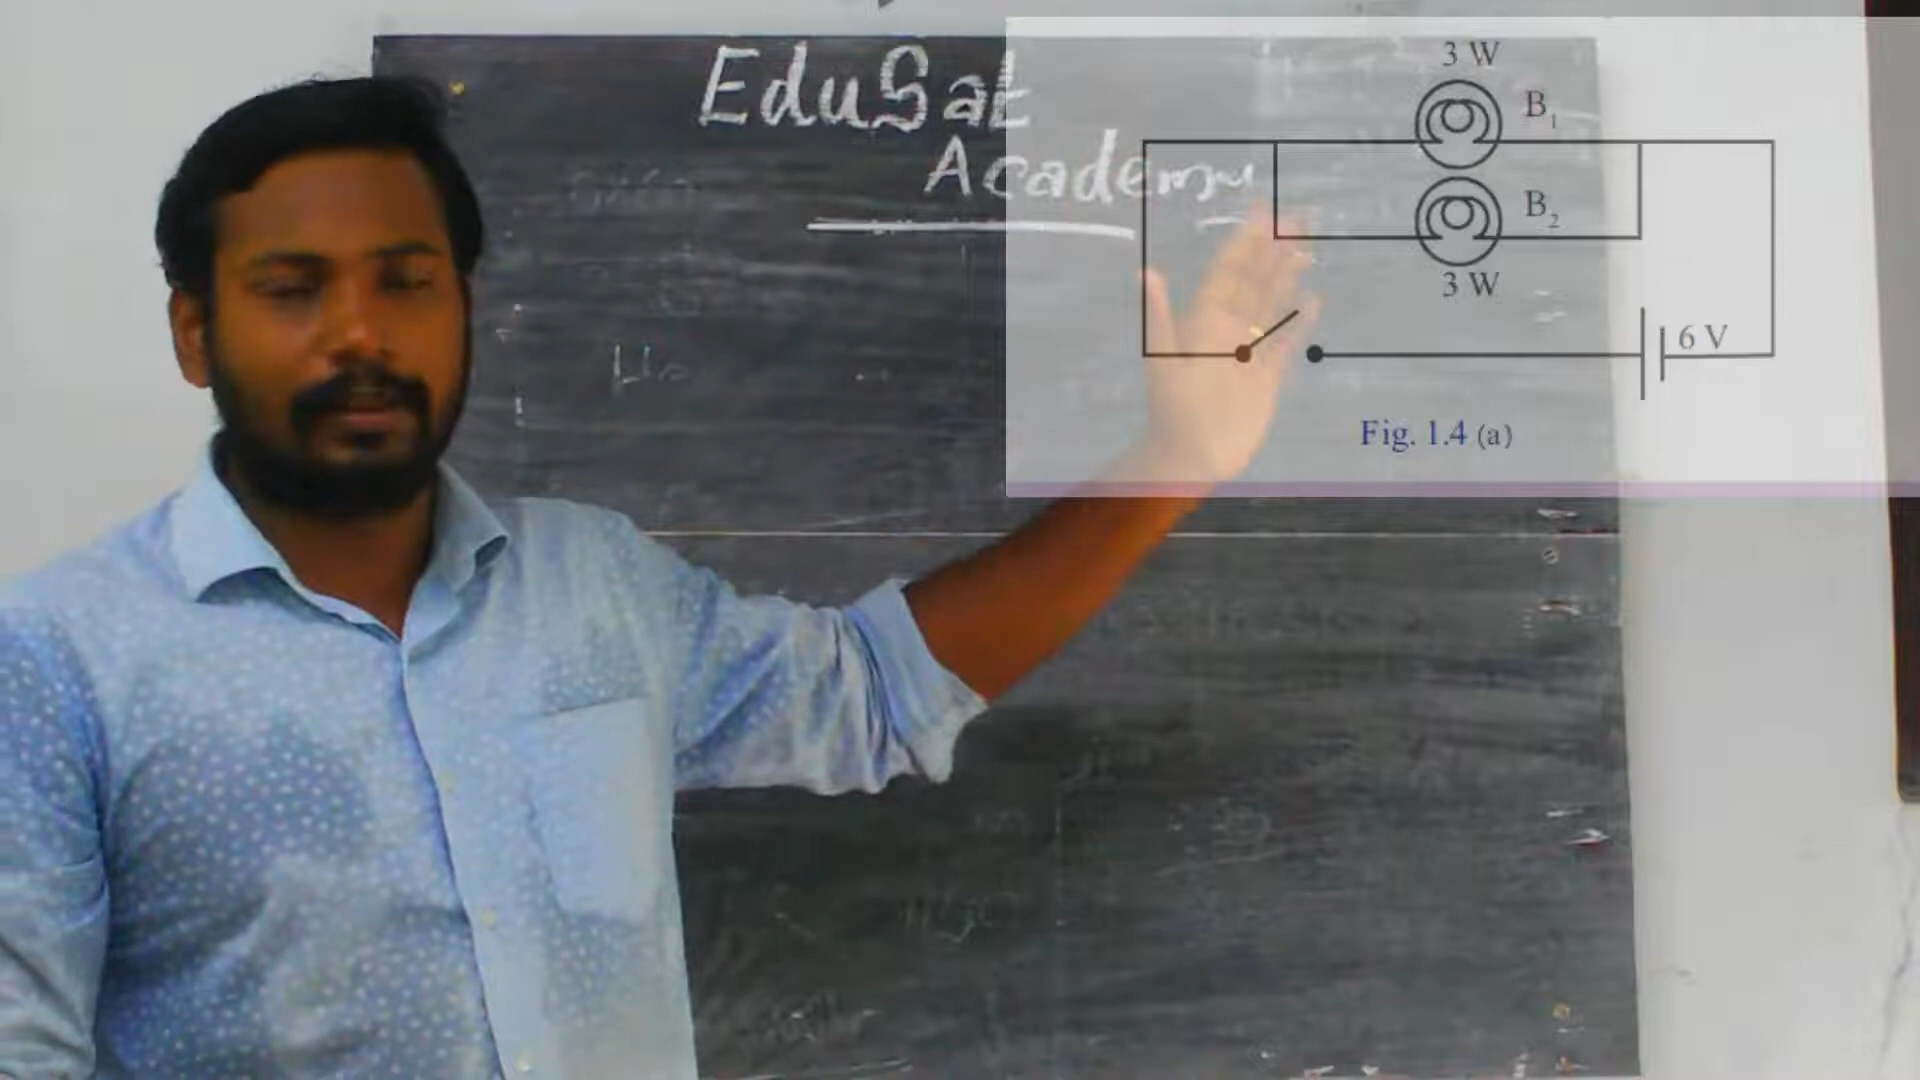 EduSat
Academy
3 W
B₁
B₂
3 W
6 V
Fig. 1.4 (a)